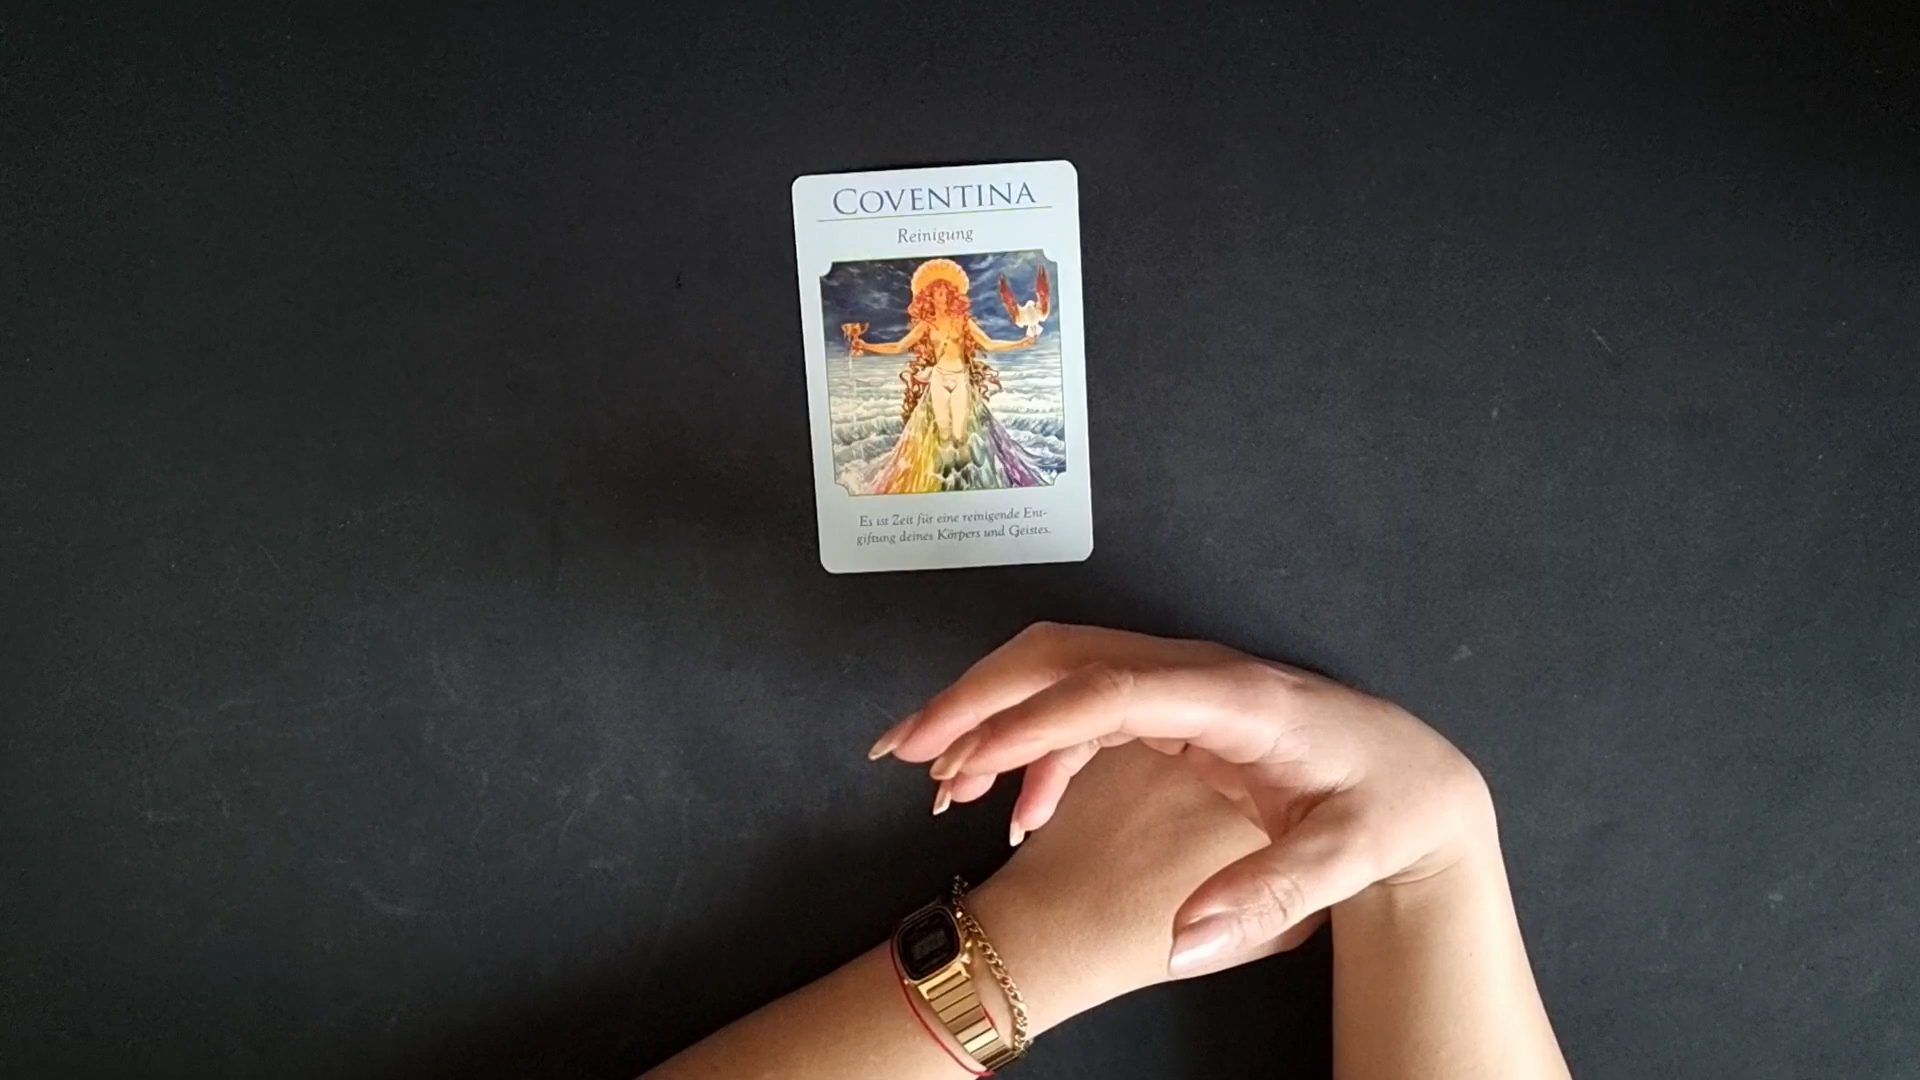 COVENTINA
Reinigung
Es ist Zeit für eine reinigende Ent-
giftung deines Körpers und Geistes.